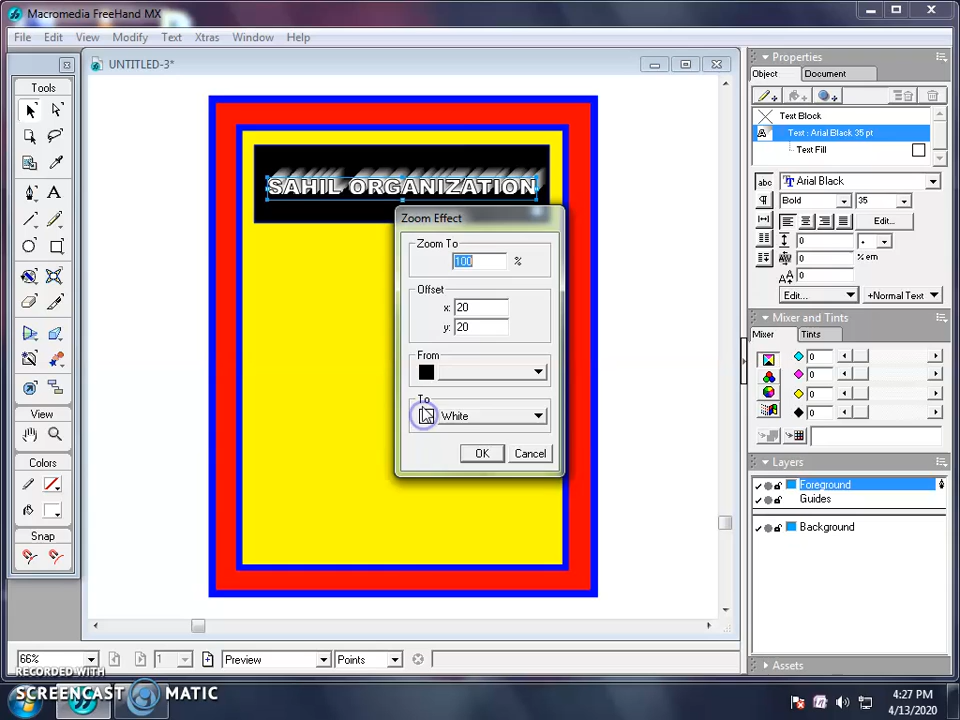 Macromedia FreeHand MX
File Edit View Modify Text Xtras Window Help
UNTITLED-3*
Tools
View
Colors
Snap
SAHIL ORGANIZATION
Zoom Effect
Zoom To
100 %
Offset
x: 20
y: 20
From
To
White
OK Cancel
Properties
Object Document
Text Block
Text : Arial Black 35 pt
Text Fill
abc Arial Black
Bold 35
Edit...
0
0 % em
0
Edit... +Normal Text
Mixer and Tints
Mixer Tints
0
0
0
0
Layers
Foreground
Guides
Background
Assets
66% 1 Preview Points
RECORDED WITH
SCREENCAST MATIC
4:27 PM
4/13/2020